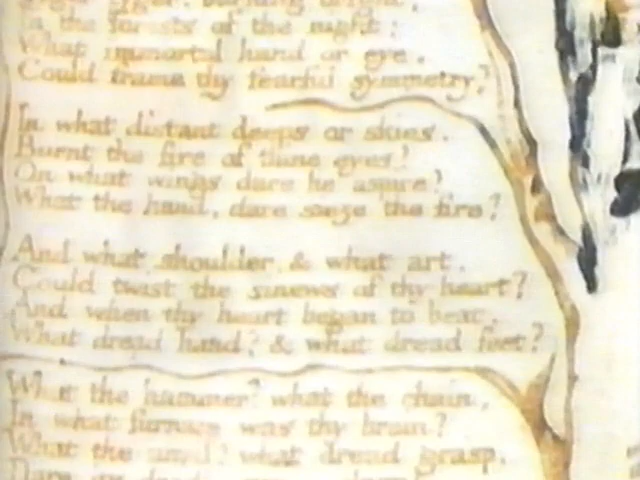 In the forests of the night:
What immortal hand or eye,
Could frame thy fearful symmetry?
In what distant deeps or skies.
Burnt the fire of thine eyes!
On what wings dare he aspire?
What the hand, dare sieze the fire?
And what shoulder, & what art,
Could twist the sinews of thy heart?
And when thy heart began to beat,
What dread hand? & what dread feet?
What the hammer? what the chain,
In what furnace was thy brain?
What the anvil? what dread grasp,